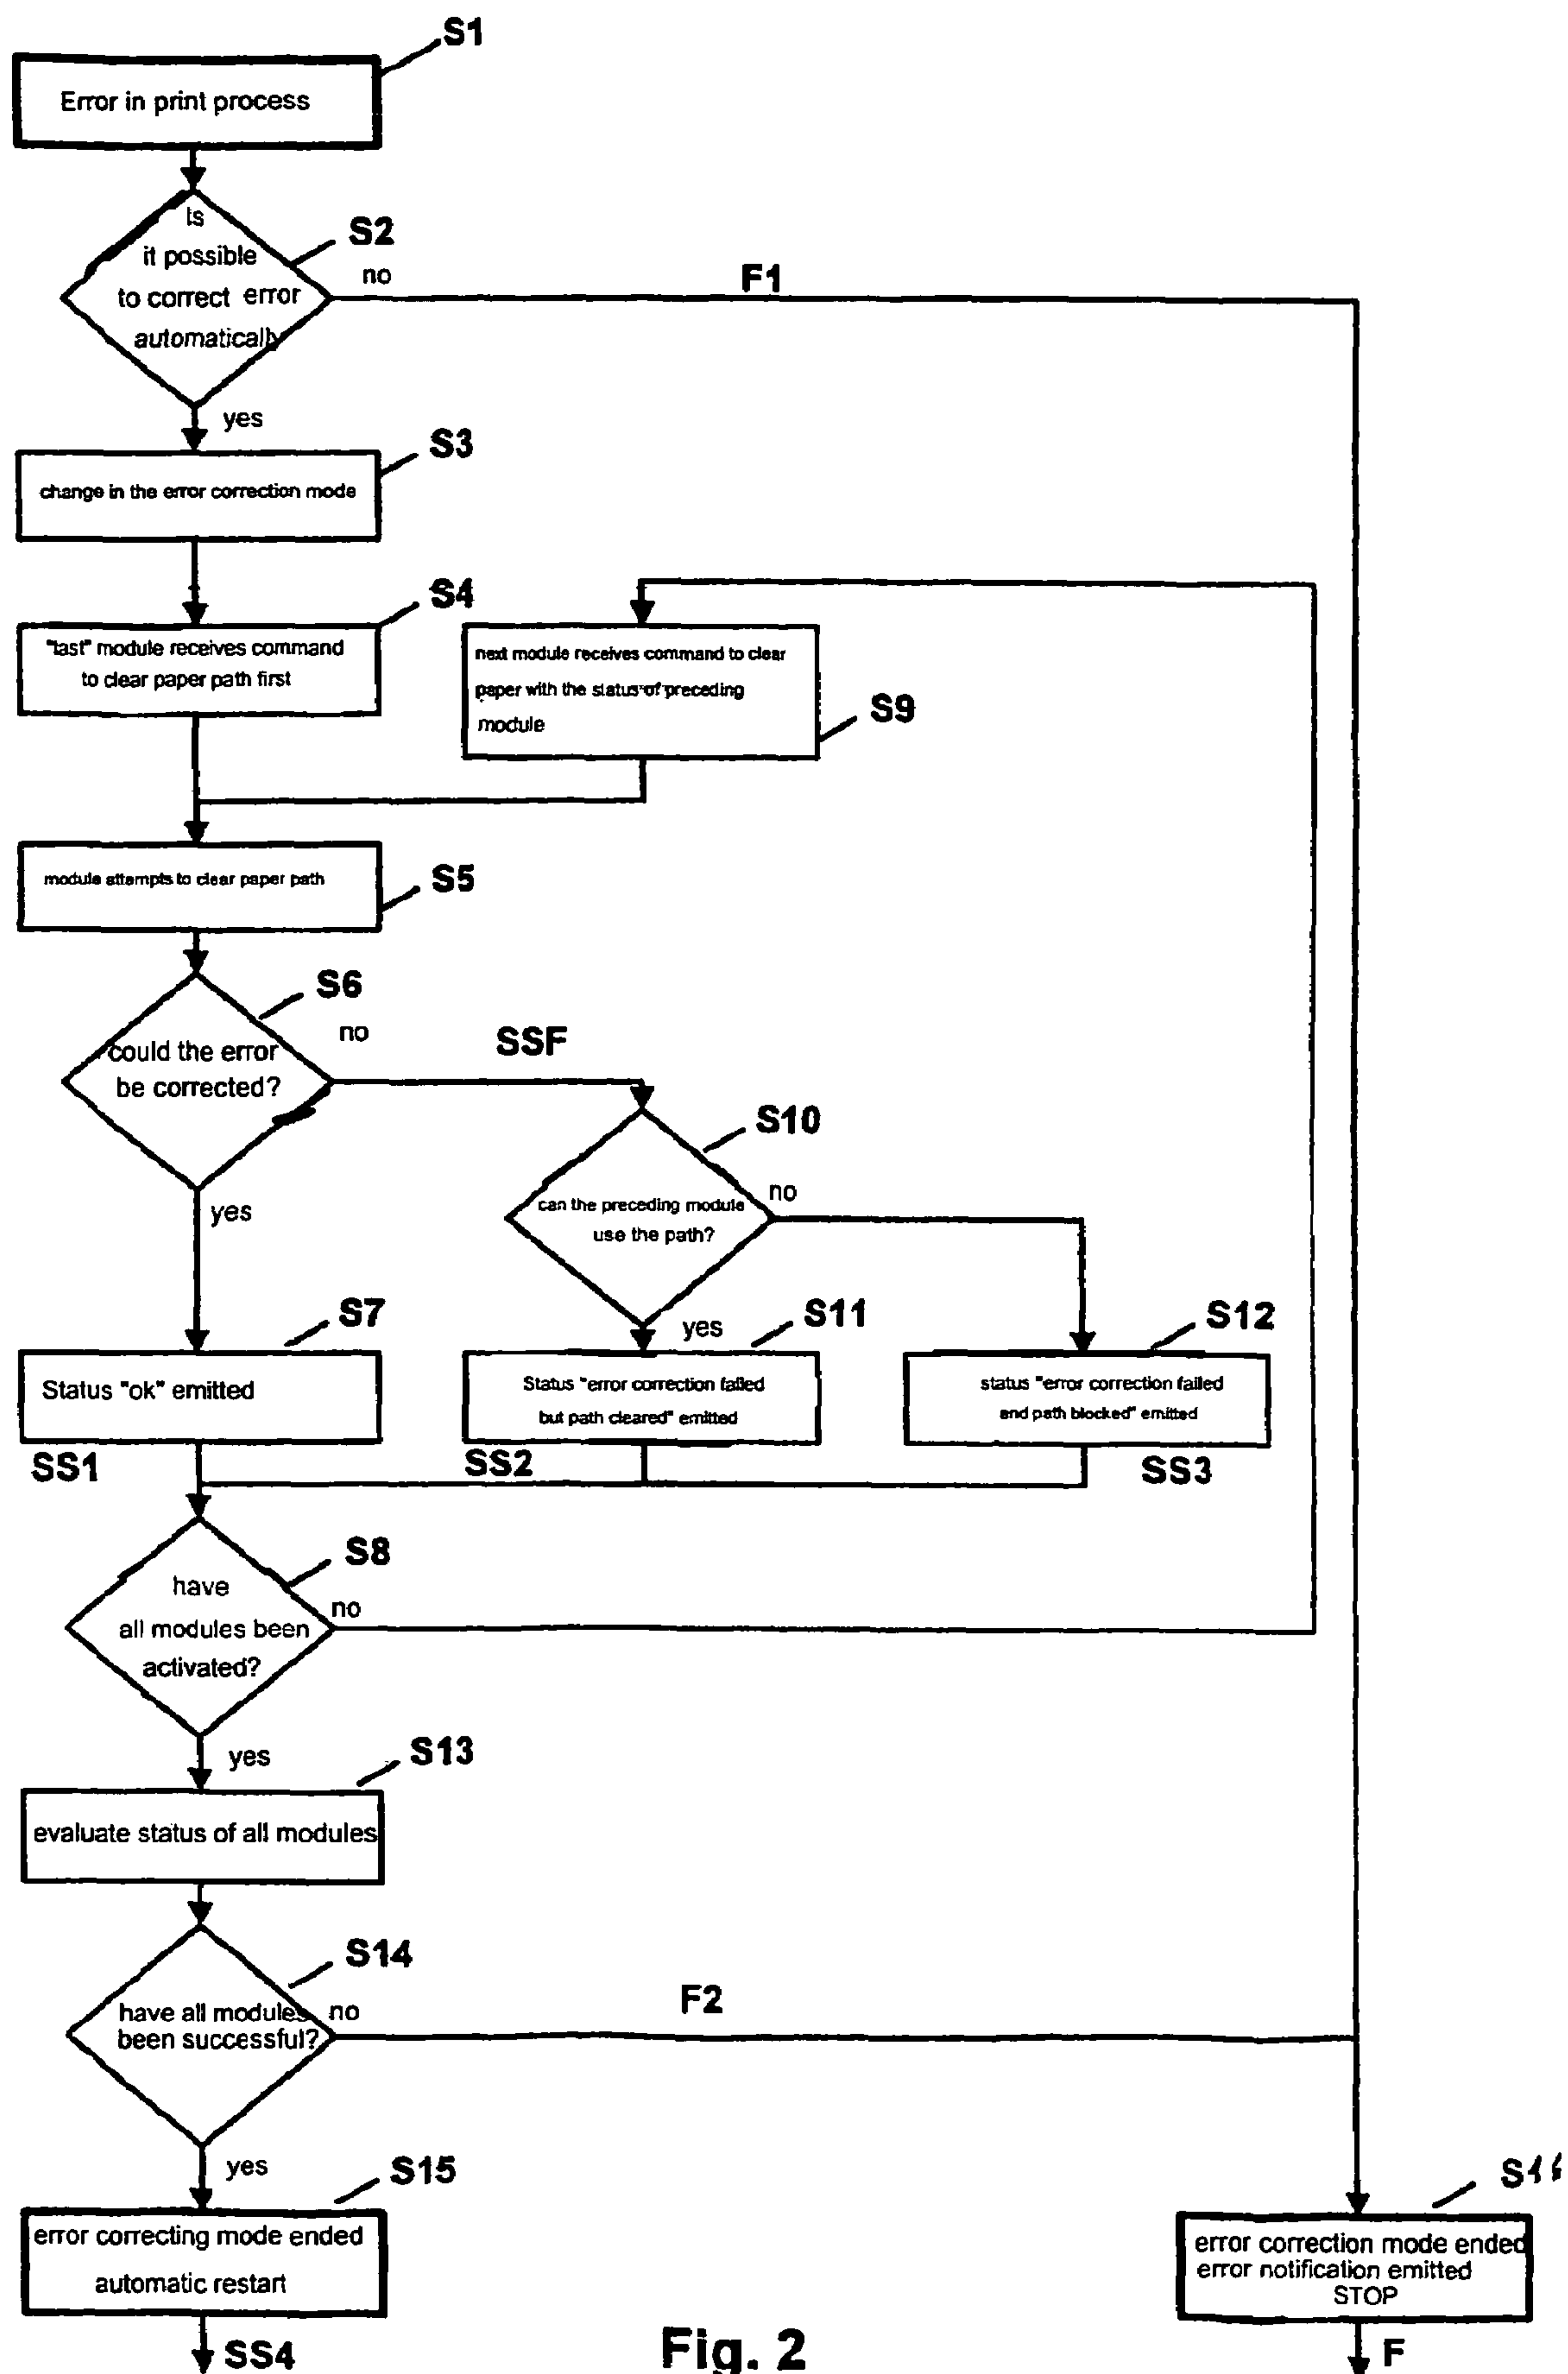 S1
Error in print process
Is
it possible
to correct error
automatically
S2
no
F1
yes
S3
change in the error correction mode
S4
"last" module receives command
to clear paper path first
next module receives command to clear
paper with the status of preceding
module
S9
module attempts to clear paper path
S5
S6
could the error
be corrected?
no
SSF
S10
can the preceding module
use the path?
no
yes
yes
S7
Status "ok" emitted
SS1
S11
Status "error correction failed
but path cleared" emitted
SS2
S12
status "error correction failed
and path blocked" emitted
SS3
S8
have
all modules been
activated?
no
yes
S13
evaluate status of all modules
S14
have all modules
been successful?
no
F2
yes
S15
error correcting mode ended
automatic restart
SS4
error correction mode ended
error notification emitted
STOP
F
Fig. 2